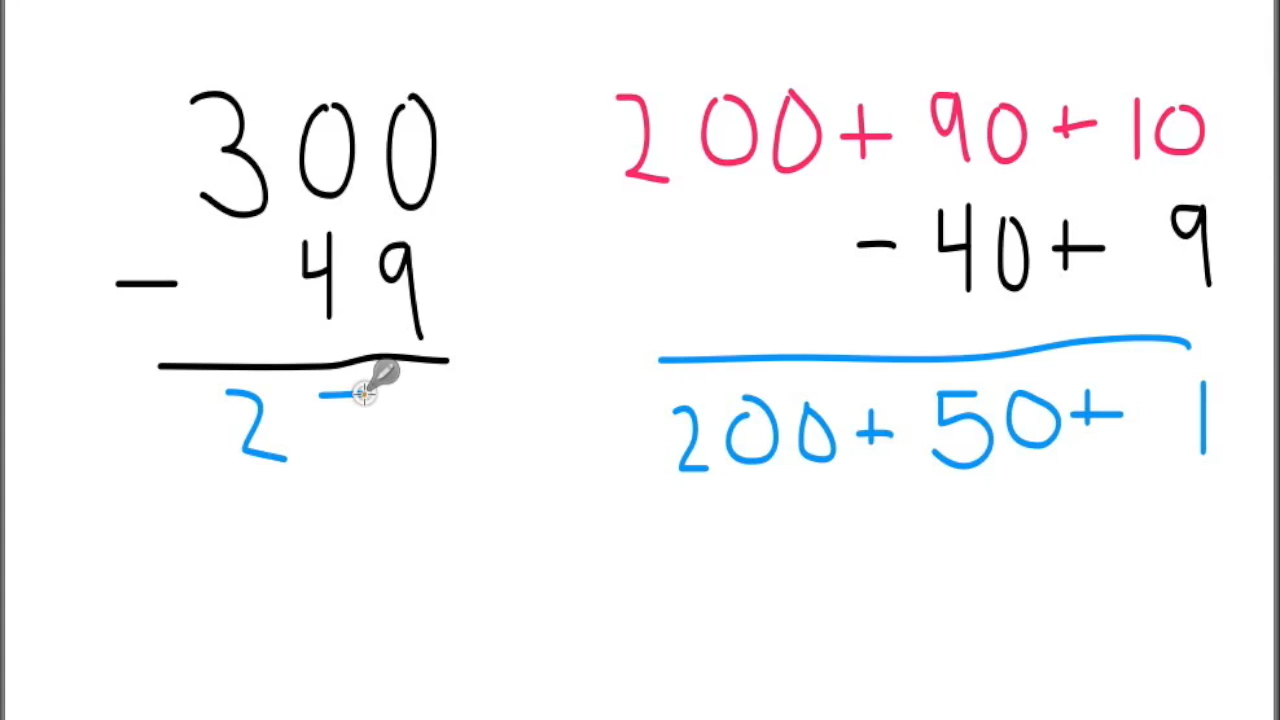 300
- 49
2
200 + 90 + 10
- 40 + 9
200 + 50 + 1